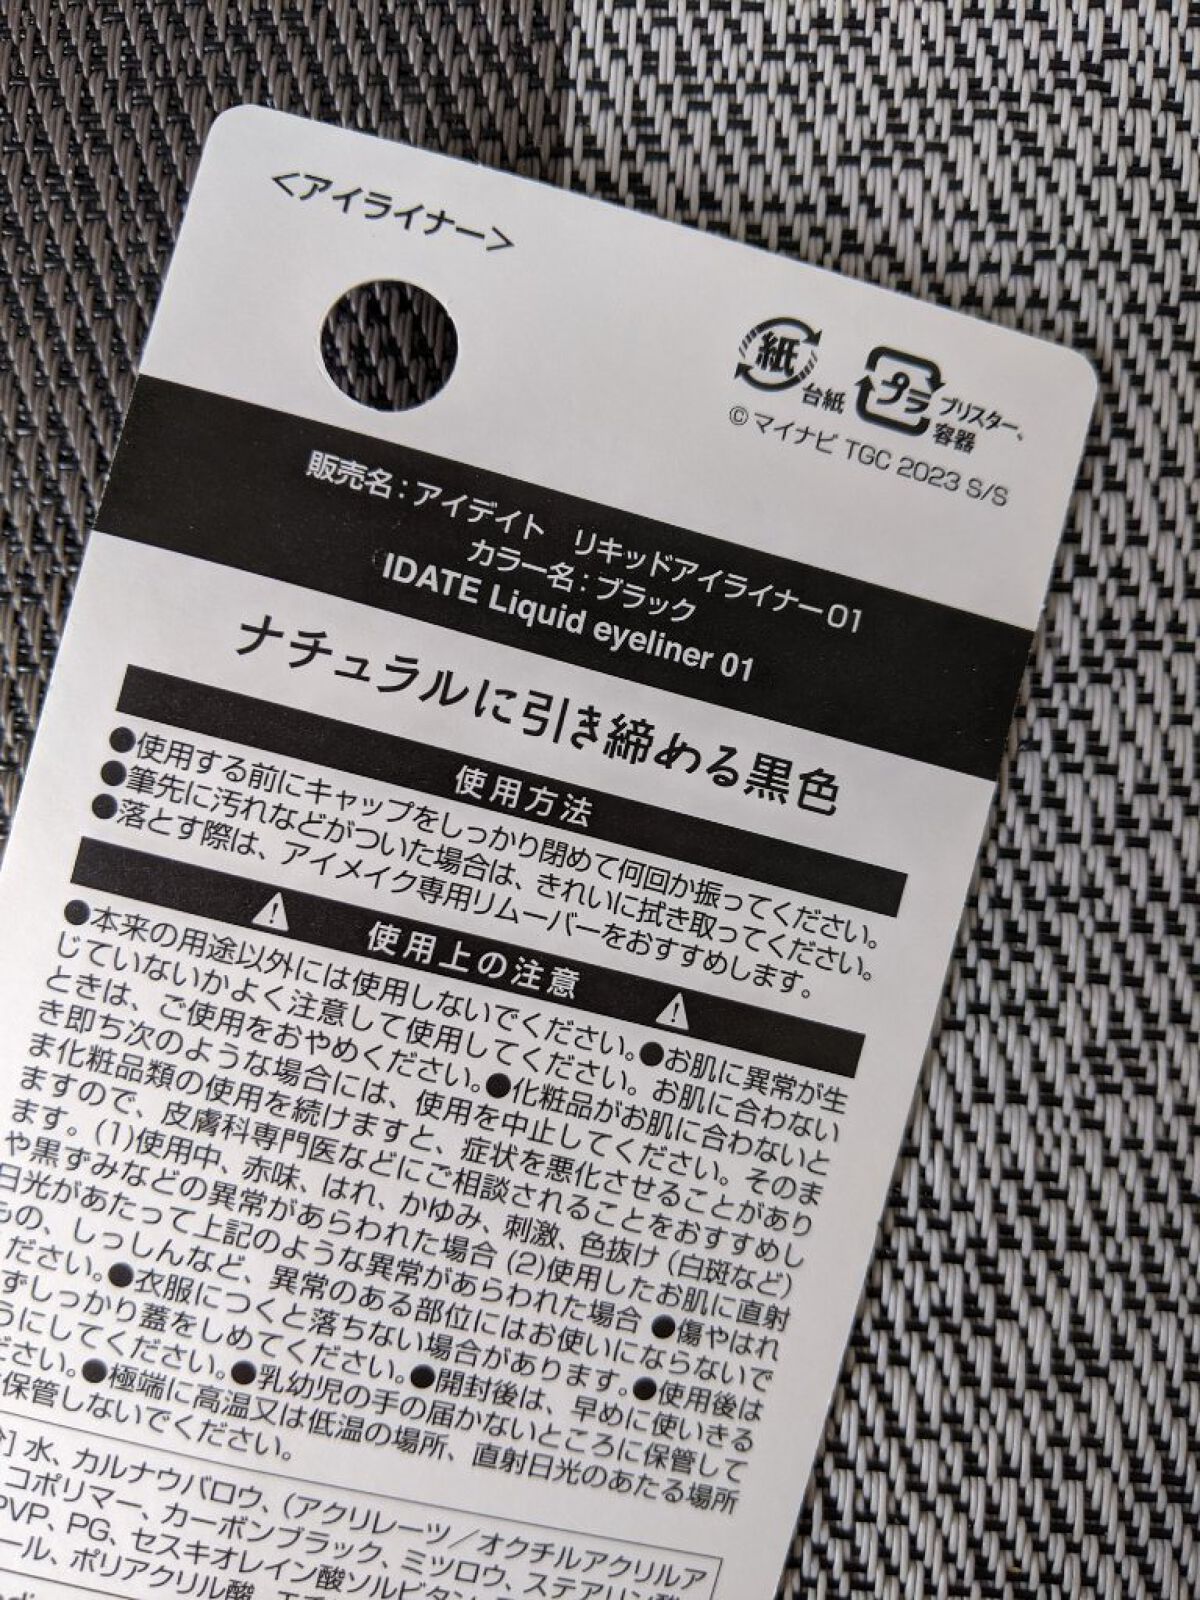 <アイライナー>
紙
台紙
プラ
ブリスター、
容器
©マイナビ TGC 2023 S/S
販売名:アイデイト リキッドアイライナー01
カラー名:ブラック
IDATE Liquid eyeliner 01
ナチュラルに引き締める黒色
使用方法
●使用する前にキャップをしっかり閉めて何回か振ってください。
●筆先に汚れなどがついた場合は、きれいに拭き取ってください。
●落とす際は、アイメイク専用リムーバーをおすすめします。
使用上の注意
●本来の用途以外には使用しないでください。●お肌に異常が生
じていないかよく注意して使用してください。お肌に合わない
ときは、ご使用をおやめください。●化粧品がお肌に合わないと
き即ち次のような場合には、使用を中止してください。そのま
ま化粧品類の使用を続けますと、症状を悪化させることがあり
ますので、皮膚科専門医などにご相談されることをおすすめし
ます。(1)使用中、赤味、はれ、かゆみ、刺激、色抜け(白斑など)
や黒ずみなどの異常があらわれた場合 (2)使用したお肌に直射
日光があたって上記のような異常があらわれた場合 ●傷やはれ
もの、しっしんなど、異常のある部位にはお使いにならないで
ください。●衣服につくと落ちない場合があります。●使用後は
ずしっかり蓋をしめてください。●開封後は、早めに使いきる
うにしてください。●乳幼児の手の届かないところに保管して
ださい。●極端に高温又は低温の場所、直射日光のあたる場所
保管しないでください。
分]水、カルナウバロウ、(アクリレーツ/オクチルアクリルア
コポリマー、カーボンブラック、ミツロウ、ステアリン酸
PVP、PG、セスキオレイン酸ソルビタン
ール、ポリアクリル酸、